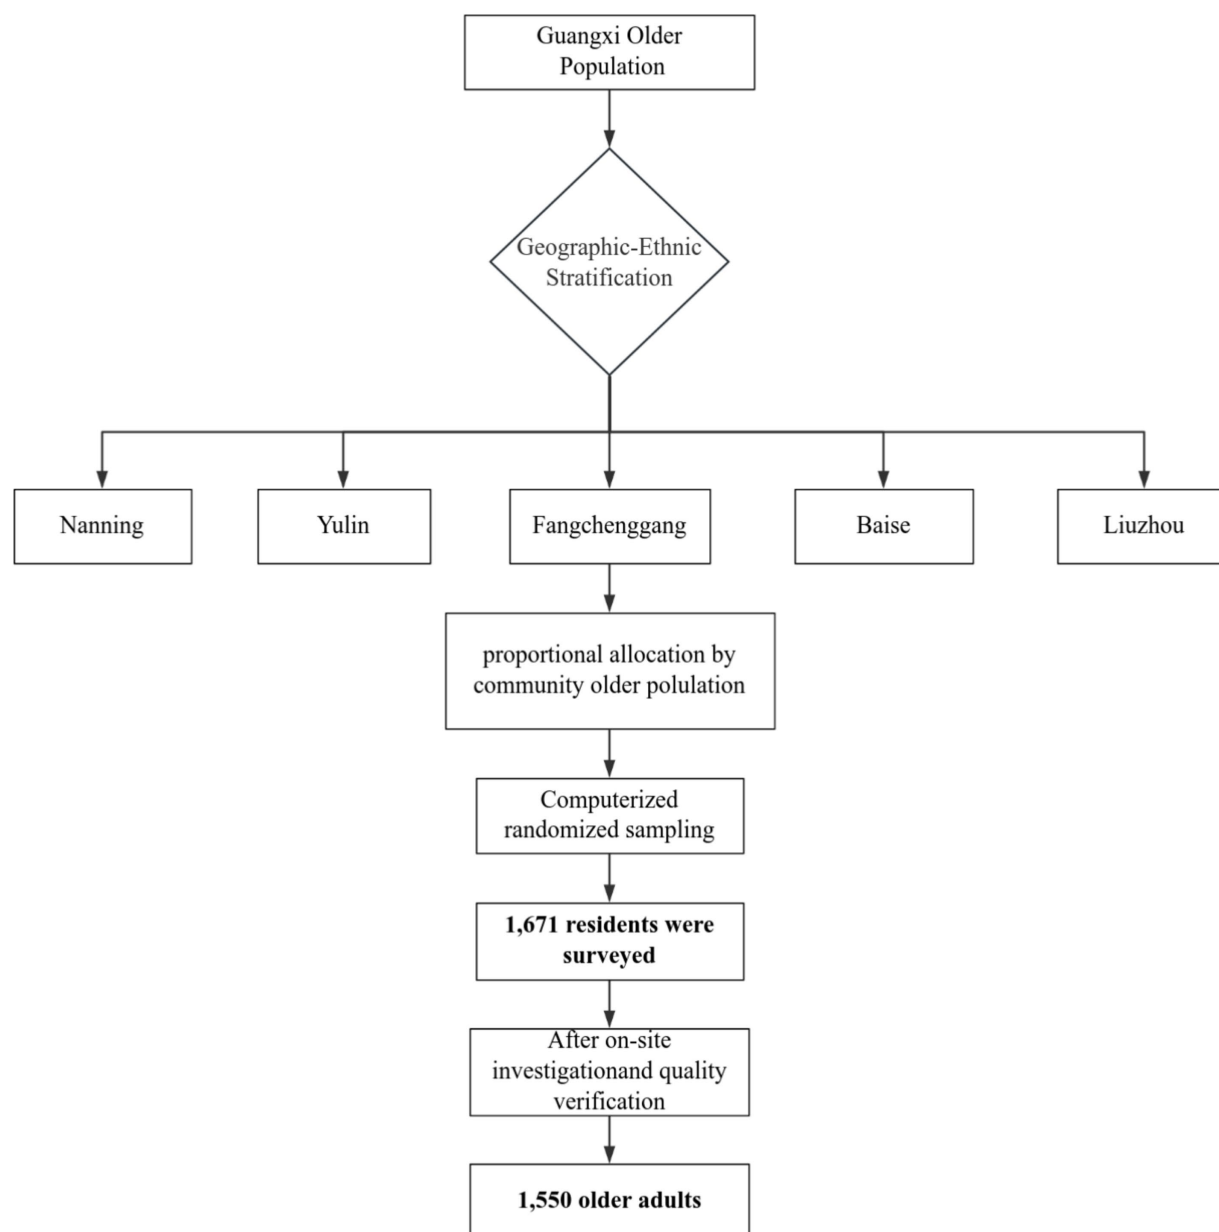 Guangxi Older
Population
Geographic-Ethnic
Stratification
Nanning
Yulin
Fangchenggang
Baise
Liuzhou
proportional allocation by
community older polulation
Computerized
randomized sampling
1,671 residents were
surveyed
After on-site
investigationand quality
verification
1,550 older adults